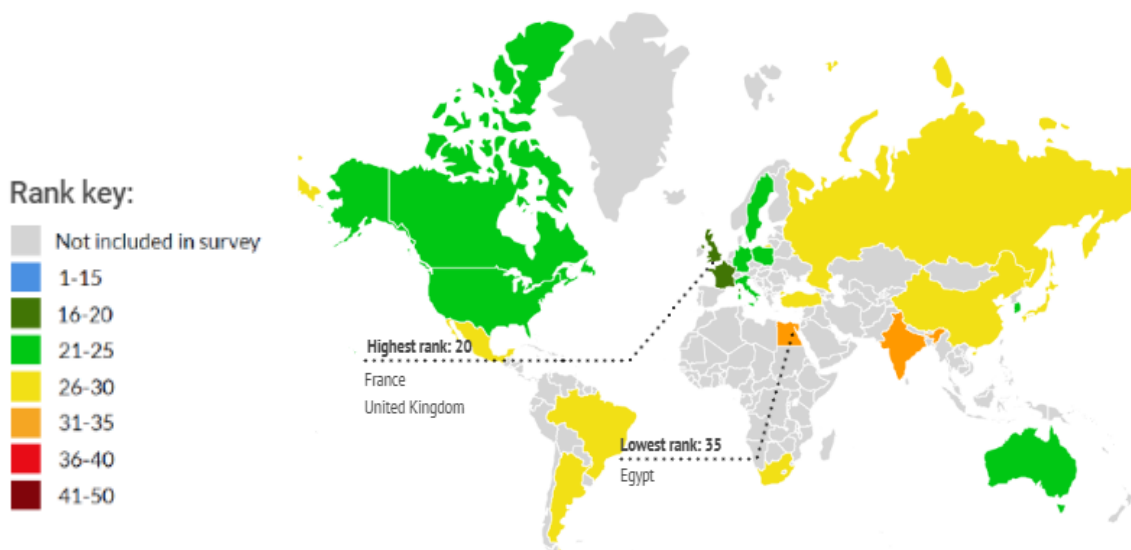 Rank key:
Not included in survey
1-15
16-20
21-25
26-30
31-35
36-40
41-50
Highest rank: 20
France
United Kingdom
Lowest rank: 35
Egypt